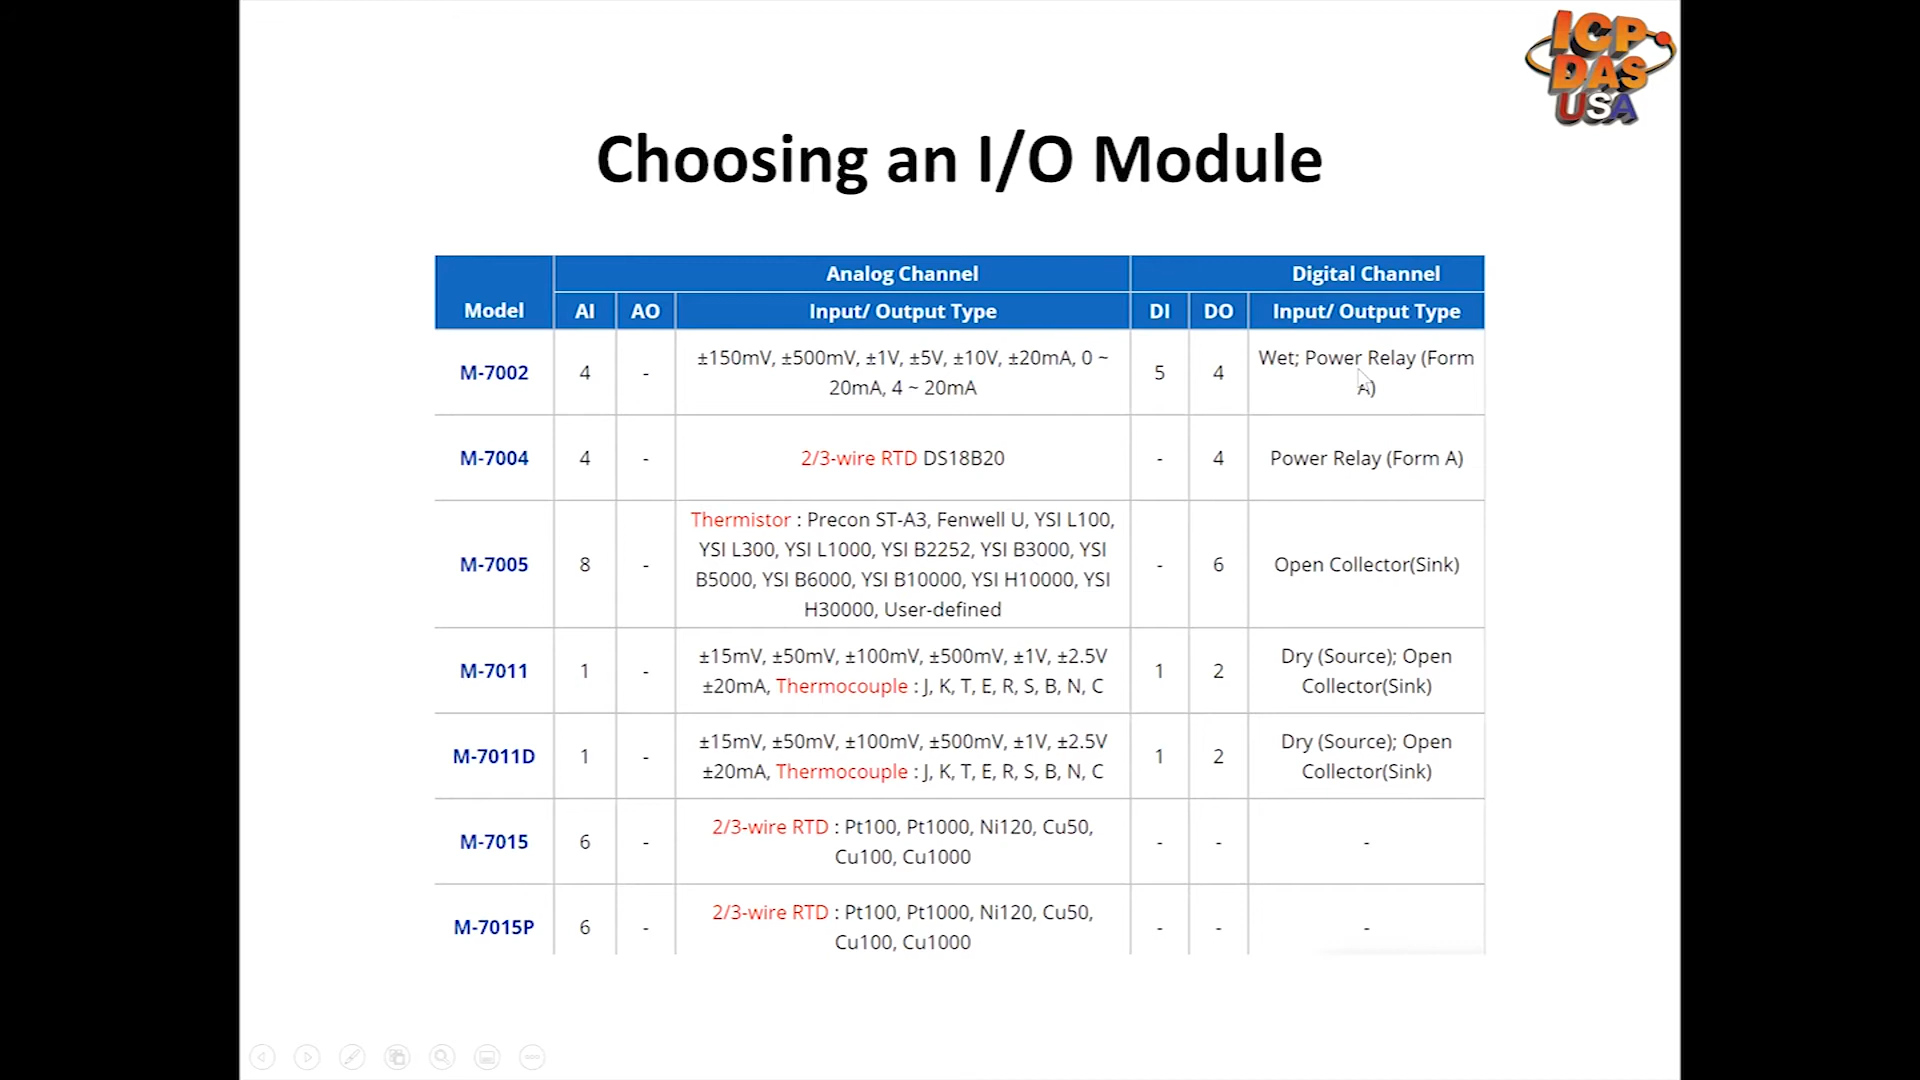 ICP
DAS
USA
Choosing an I/O Module
Analog Channel Digital Channel
Model AI AO Input/ Output Type DI DO Input/ Output Type
M-7002 4 - ±150mV, ±500mV, ±1V, ±5V, ±10V, ±20mA, 0 ~ 5 4 Wet; Power Relay (Form
20mA, 4 ~ 20mA A)
M-7004 4 - 2/3-wire RTD DS18B20 - 4 Power Relay (Form A)
Thermistor : Precon ST-A3, Fenwell U, YSI L100,
YSI L300, YSI L1000, YSI B2252, YSI B3000, YSI
M-7005 8 - B5000, YSI B6000, YSI B10000, YSI H10000, YSI - 6 Open Collector(Sink)
H30000, User-defined
M-7011 1 - ±15mV, ±50mV, ±100mV, ±500mV, ±1V, ±2.5V 1 2 Dry (Source); Open
±20mA, Thermocouple : J, K, T, E, R, S, B, N, C Collector(Sink)
M-7011D 1 - ±15mV, ±50mV, ±100mV, ±500mV, ±1V, ±2.5V 1 2 Dry (Source); Open
±20mA, Thermocouple : J, K, T, E, R, S, B, N, C Collector(Sink)
M-7015 6 - 2/3-wire RTD : Pt100, Pt1000, Ni120, Cu50, - - -
Cu100, Cu1000
M-7015P 6 - 2/3-wire RTD : Pt100, Pt1000, Ni120, Cu50, - - -
Cu100, Cu1000